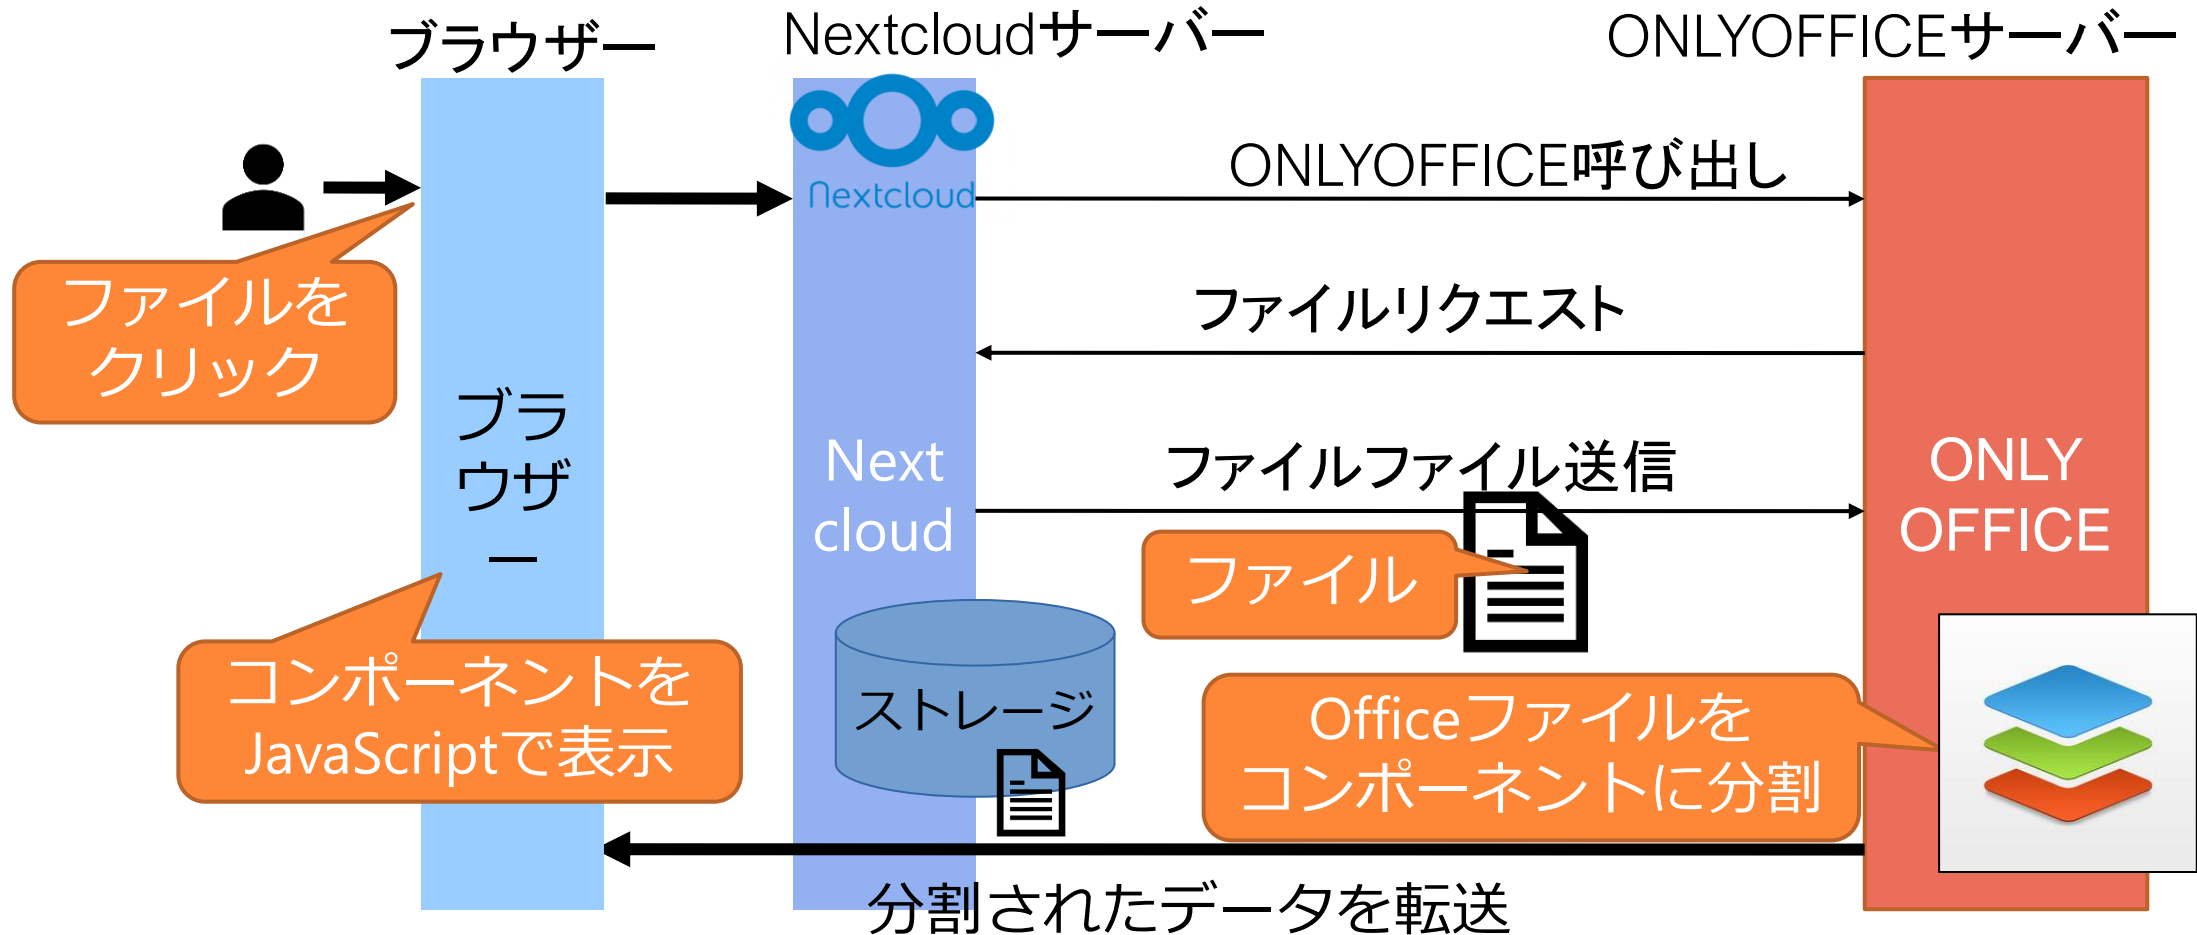 ブラウザー
Nextcloudサーバー
ONLYOFFICEサーバー
Nextcloud
ONLYOFFICE呼び出し
ファイルを
クリック
ファイルリクエスト
ブラ
ウザ
ー
Next
cloud
ファイルファイル送信
ONLY
OFFICE
ファイル
コンポーネントを
JavaScriptで表示
ストレージ
Officeファイルを
コンポーネントに分割
分割されたデータを転送